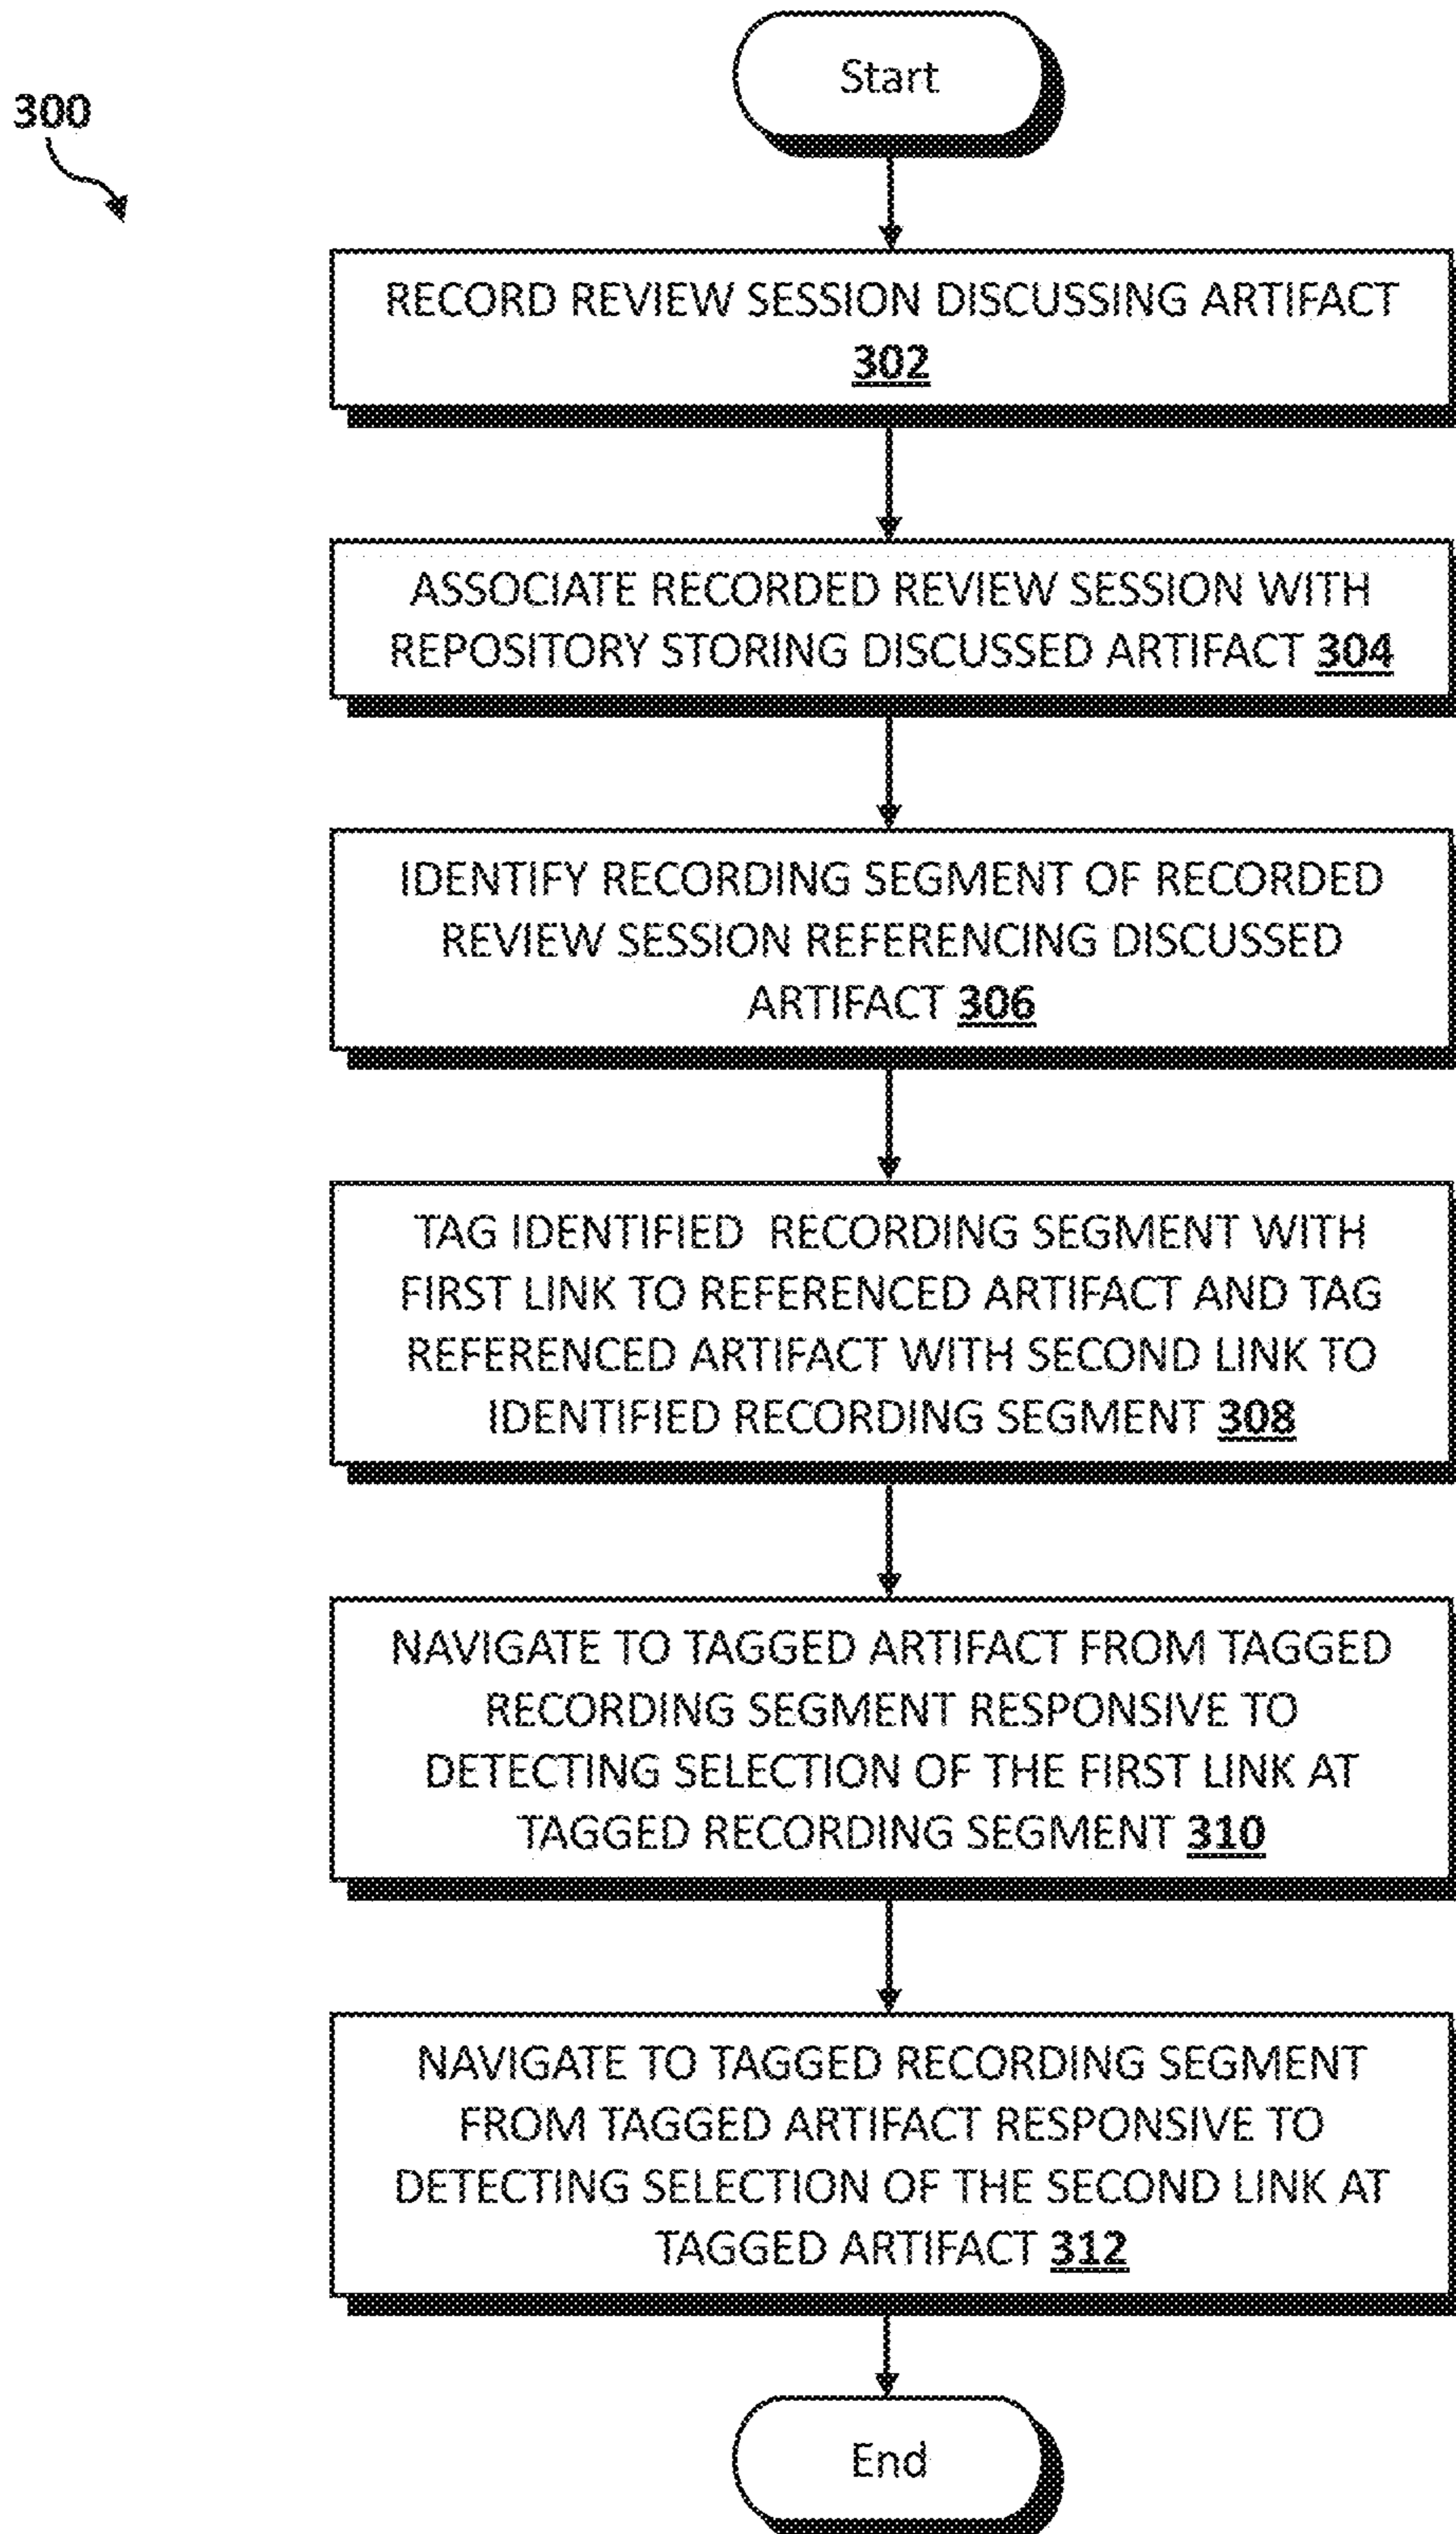 Start
300
RECORD REVIEW SESSION DISCUSSING ARTIFACT
302
ASSOCIATE RECORDED REVIEW SESSION WITH
REPOSITORY STORING DISCUSSED ARTIFACT 304
IDENTIFY RECORDING SEGMENT OF RECORDED
REVIEW SESSION REFERENCING DISCUSSED
ARTIFACT 306
TAG IDENTIFIED RECORDING SEGMENT WITH
FIRST LINK TO REFERENCED ARTIFACT AND TAG
REFERENCED ARTIFACT WITH SECOND LINK TO
IDENTIFIED RECORDING SEGMENT 308
NAVIGATE TO TAGGED ARTIFACT FROM TAGGED
RECORDING SEGMENT RESPONSIVE TO
DETECTING SELECTION OF THE FIRST LINK AT
TAGGED RECORDING SEGMENT 310
NAVIGATE TO TAGGED RECORDING SEGMENT
FROM TAGGED ARTIFACT RESPONSIVE TO
DETECTING SELECTION OF THE SECOND LINK AT
TAGGED ARTIFACT 312
End